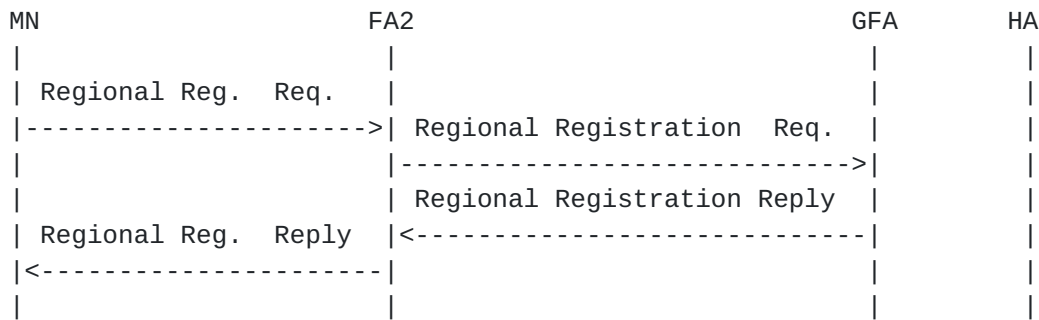 MN FA2 GFA HA
Regional Reg. Req.
Regional Registration Req.
Regional Registration Reply
Regional Reg. Reply